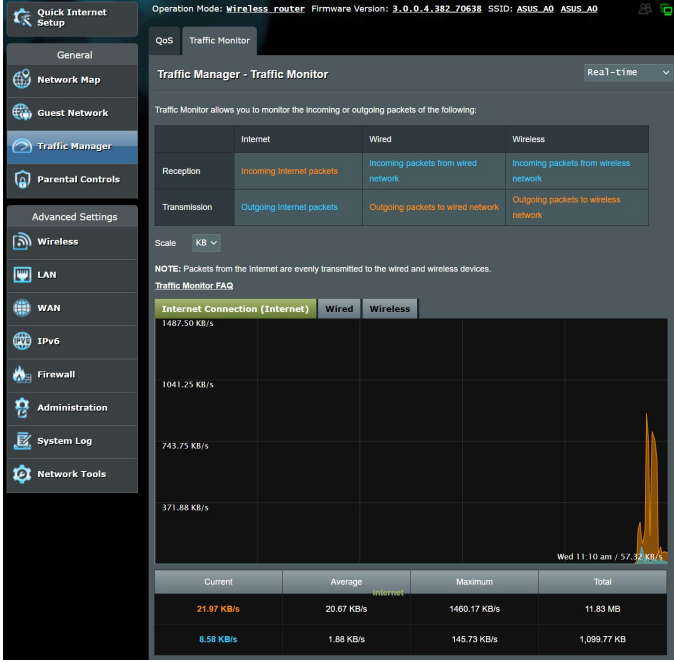 Quick Internet
Setup
General
Network Map
Guest Network
Traffic Manager
Parental Controls
Advanced Settings
Wireless
LAN
WAN
IPv6
Firewall
Administration
System Log
Network Tools
Operation Mode: Wireless router Firmware Version: 3.0.0.4.382_70638 SSID: ASUS_A0 ASUS_A0
QoS Traffic Monitor
Traffic Manager - Traffic Monitor Real-time
Traffic Monitor allows you to monitor the incoming or outgoing packets of the following:
Internet Wired Wireless
Reception Incoming Internet packets Incoming packets from wired network Incoming packets from wireless network
Transmission Outgoing Internet packets Outgoing packets to wired network Outgoing packets to wireless network
Scale KB
NOTE: Packets from the Internet are evenly transmitted to the wired and wireless devices.
Traffic Monitor FAQ
Internet Connection (Internet) Wired Wireless
1487.50 KB/s
1041.25 KB/s
743.75 KB/s
371.88 KB/s
Wed 11:10 am / 57.32 KB/s
Current Average Maximum Total
Internet
21.97 KB/s 20.67 KB/s 1460.17 KB/s 11.83 MB
8.58 KB/s 1.88 KB/s 145.73 KB/s 1,099.77 KB